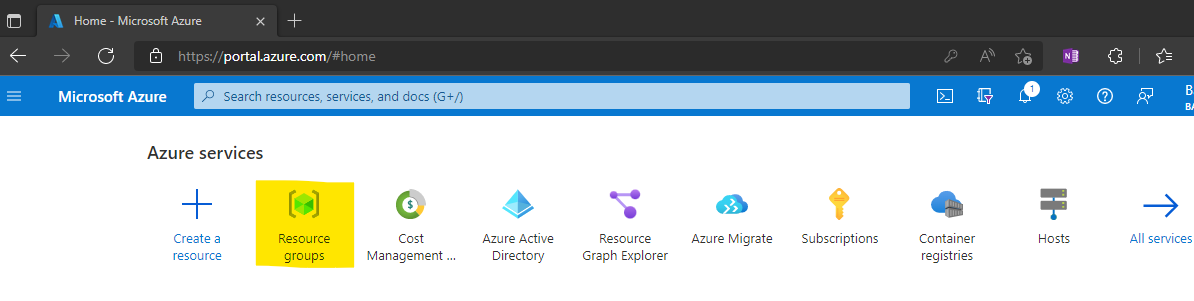 Home - Microsoft Azure
https://portal.azure.com/#home
Microsoft Azure
Search resources, services, and docs (G+/)
1
B
BA
Azure services
Create a
resource
Resource
groups
Cost
Management ...
Azure Active
Directory
Resource
Graph Explorer
Azure Migrate
Subscriptions
Container
registries
Hosts
All services